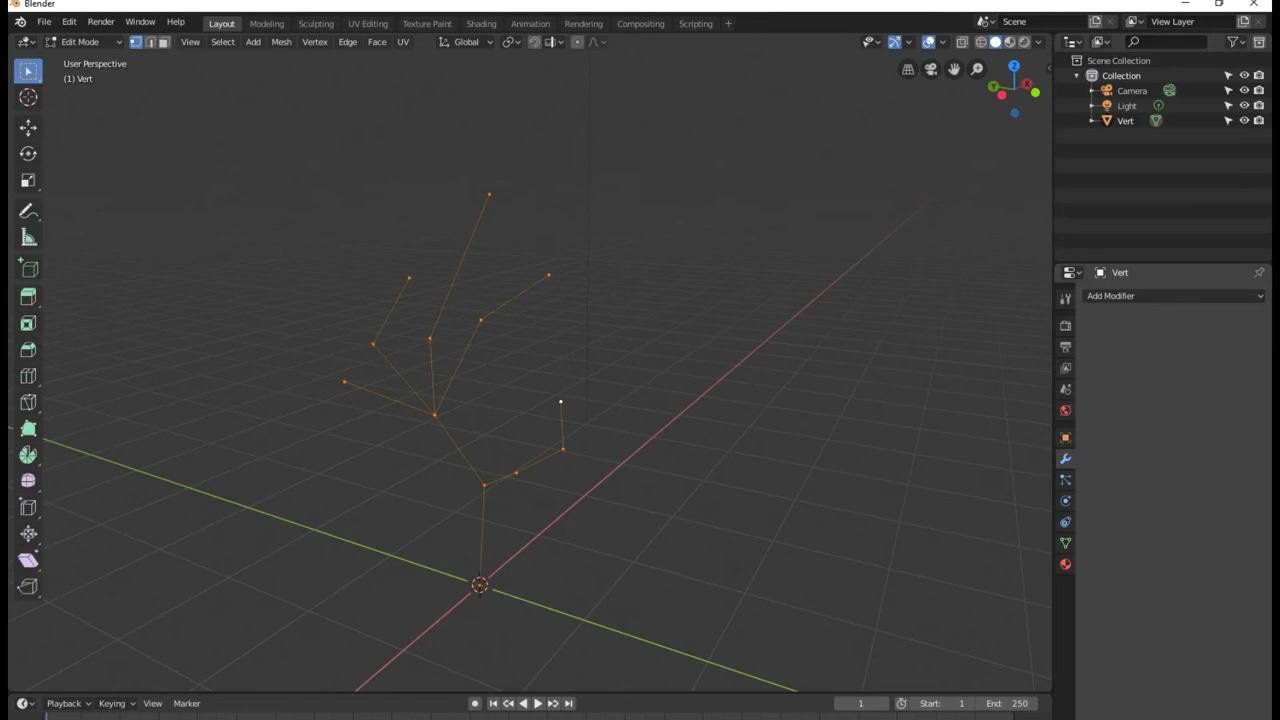 Blender
File Edit Render Window Help Layout Modeling Sculpting UV Editing Texture Paint Shading Animation Rendering Compositing Scripting + Scene View Layer
Edit Mode View Select Add Mesh Vertex Edge Face UV Global
User Perspective
(1) Vert
Z
Y
X
Scene Collection
Collection
Camera
Light
Vert
Vert
Add Modifier
Playback Keying View Marker 1 Start: 1 End: 250